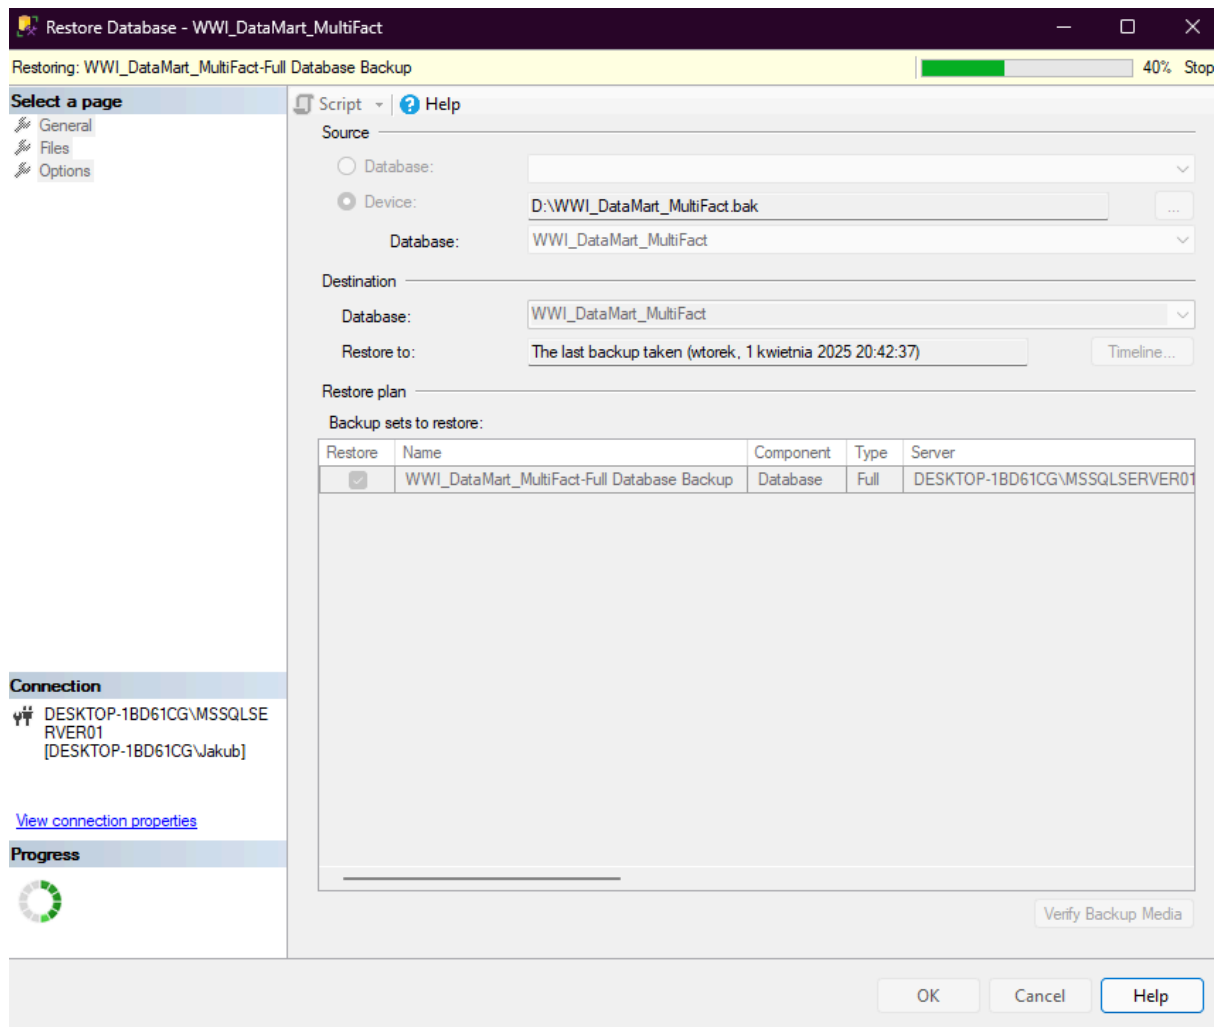 Restore Database - WWI_DataMart_MultiFact
Restoring: WWI_DataMart_MultiFact-Full Database Backup 40% Stop
Select a page
General
Files
Options
Script Help
Source
Database:
Device: D:\WWI_DataMart_MultiFact.bak ...
Database: WWI_DataMart_MultiFact
Destination
Database: WWI_DataMart_MultiFact
Restore to: The last backup taken (wtorek, 1 kwietnia 2025 20:42:37) Timeline...
Restore plan
Backup sets to restore:
Restore Name Component Type Server
WWI_DataMart_MultiFact-Full Database Backup Database Full DESKTOP-1BD61CG\MSSQLSERVER01
Connection
DESKTOP-1BD61CG\MSSQLSE
RVER01
[DESKTOP-1BD61CG\Jakub]
View connection properties
Progress
Verify Backup Media
OK Cancel Help